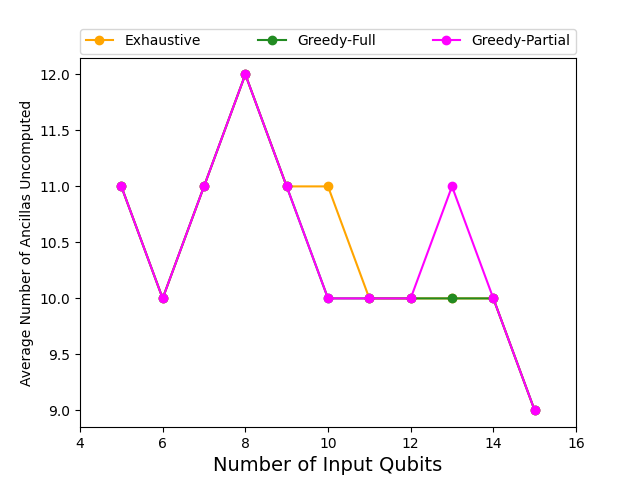 Exhaustive Greedy-Full Greedy-Partial
12.0
11.5
11.0
10.5
10.0
9.5
9.0
Average Number of Ancillas Uncomputed
4 6 8 10 12 14 16
Number of Input Qubits